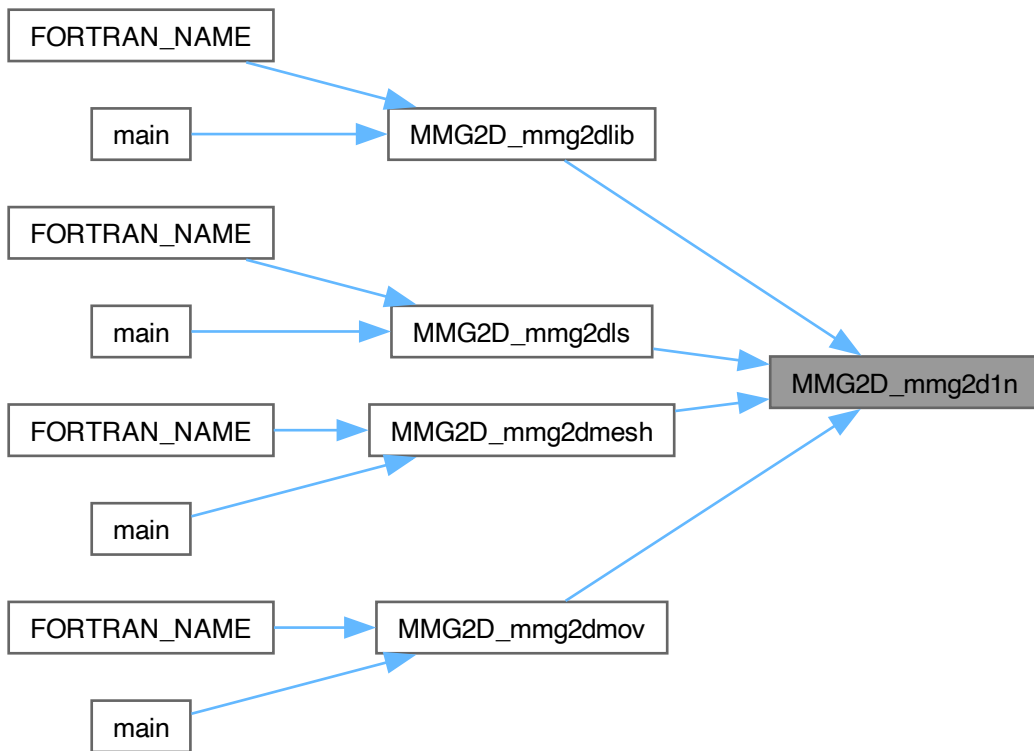 FORTRAN_NAME
main
MMG2D_mmg2dlib
FORTRAN_NAME
main
MMG2D_mmg2dls
MMG2D_mmg2d1n
FORTRAN_NAME
MMG2D_mmg2dmesh
main
FORTRAN_NAME
MMG2D_mmg2dmov
main